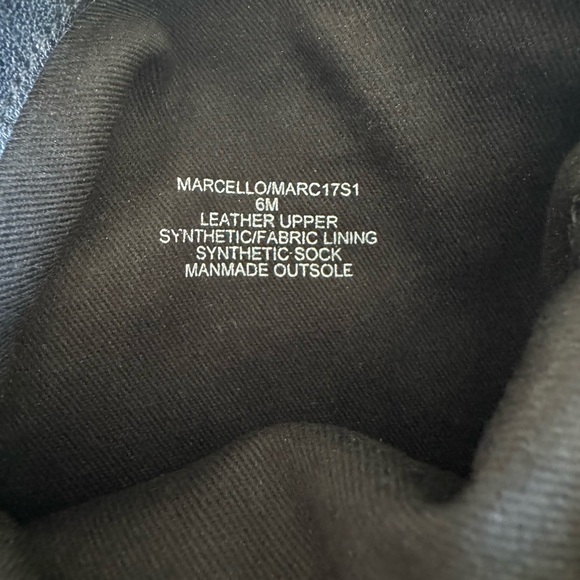 MARCELLO/MARC17S1
6M
LEATHER UPPER
SYNTHETIC/FABRIC LINING
SYNTHETIC SOCK
MANMADE OUTSOLE